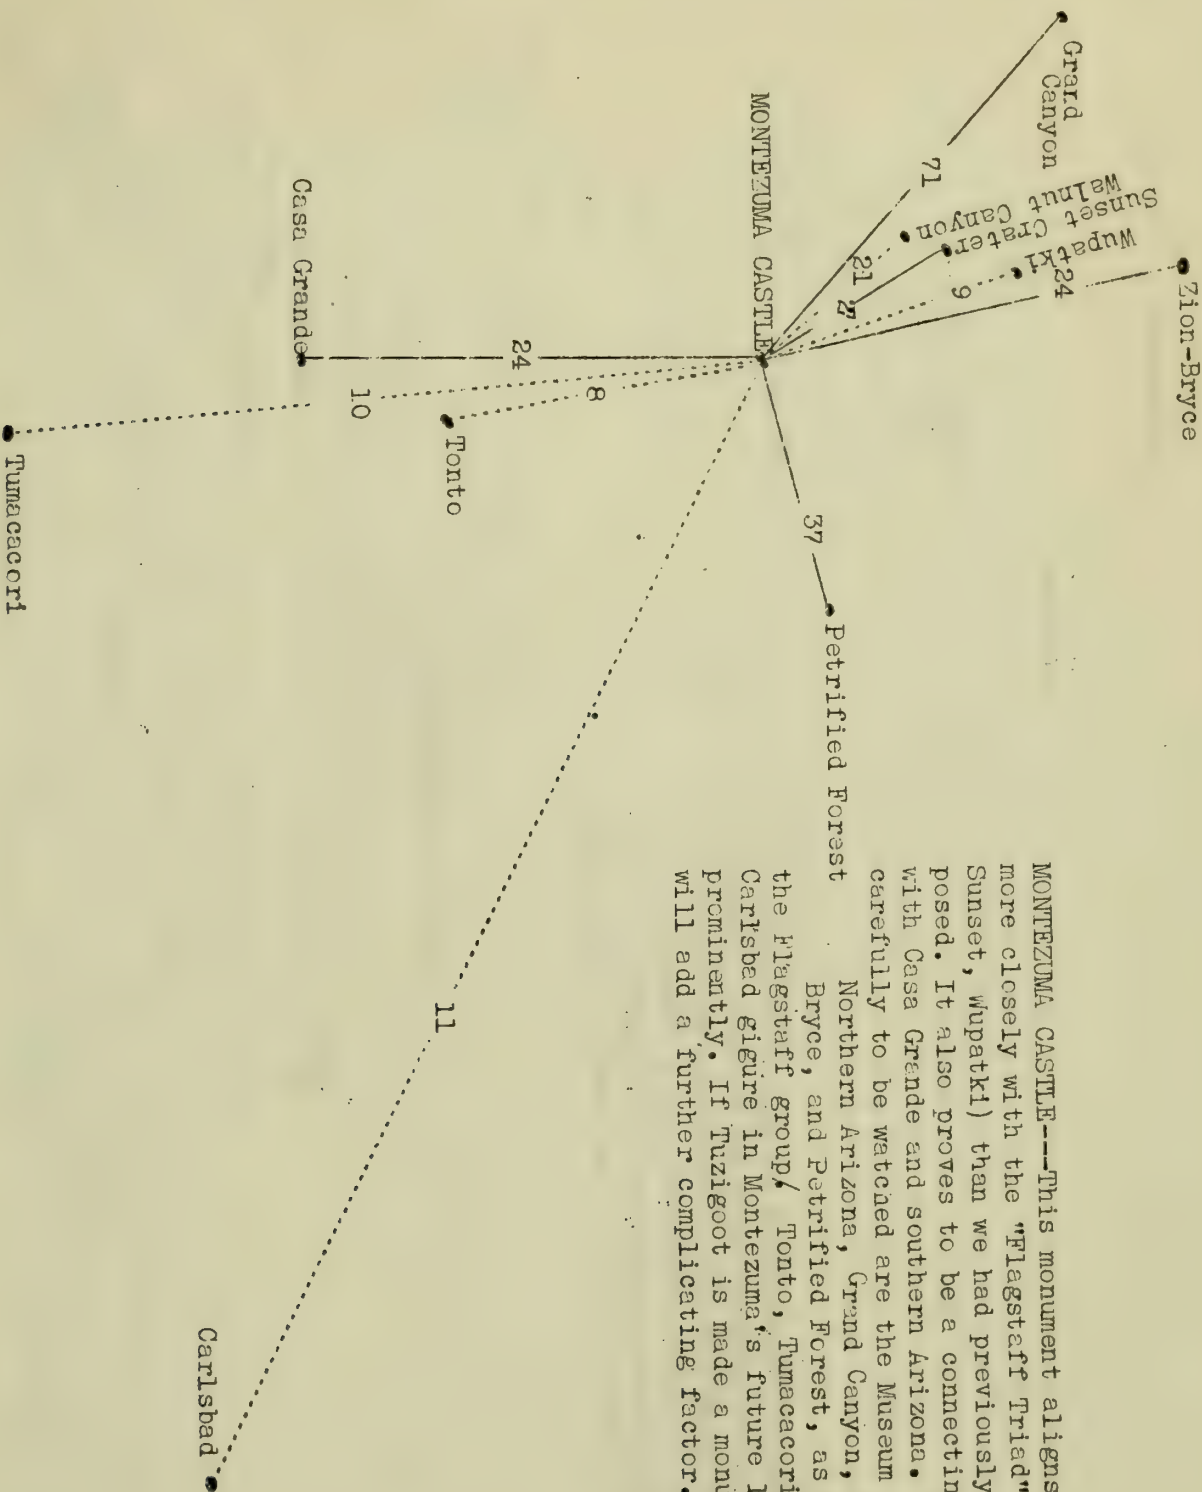 Grand
Canyon
Walnut Canyon
Sunset Crater
Wupatki
Zion-Bryce
71
21
27
9
24
MONTEZUMA CASTLE
37
Petrified Forest
Casa Grande
24
10
8
Tonto
Tumacacori
11
Carlsbad
MONTEZUMA CASTLE---This monument aligns
more closely with the "Flagstaff Triad"
Sunset, Wupatki) than we had previously
posed. It also proves to be a connectin
with Casa Grande and southern Arizona.
carefully to be watched are the Museum
Northern Arizona, Grand Canyon,
Bryce, and Petrified Forest, as
the Flagstaff group/ Tonto, Tumacacori
Carlsbad gigure in Montezuma's future l
prominently. If Tuzigoot is made a monu
will add a further complicating factor.